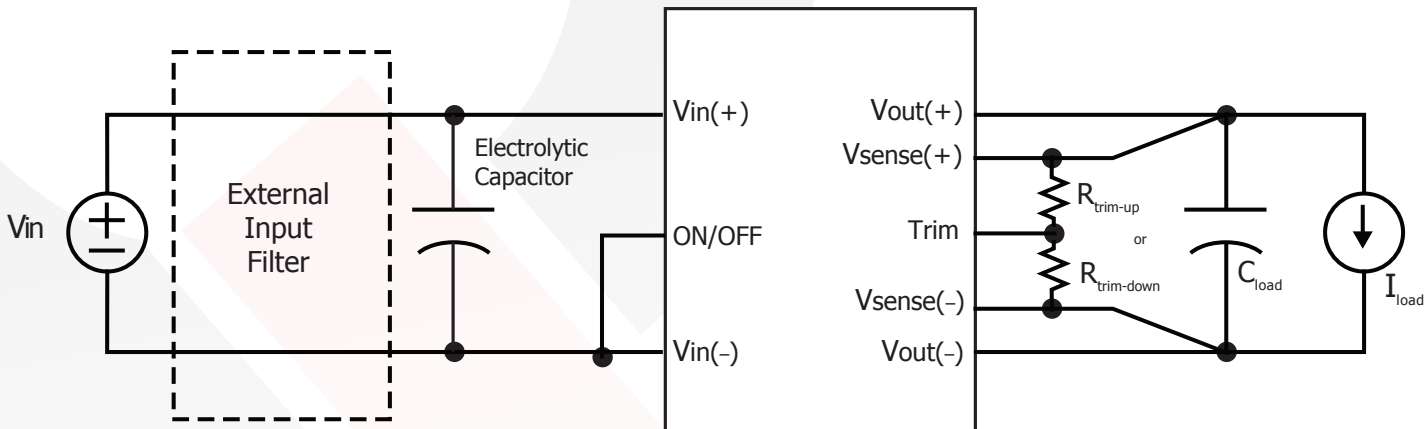 Vin
External
Input
Filter
Electrolytic
Capacitor
Vin(+)
ON/OFF
Vin(–)
Vout(+)
Vsense(+)
Trim
Vsense(–)
Vout(–)
Rtrim-up
or
Rtrim-down
Cload
Iload